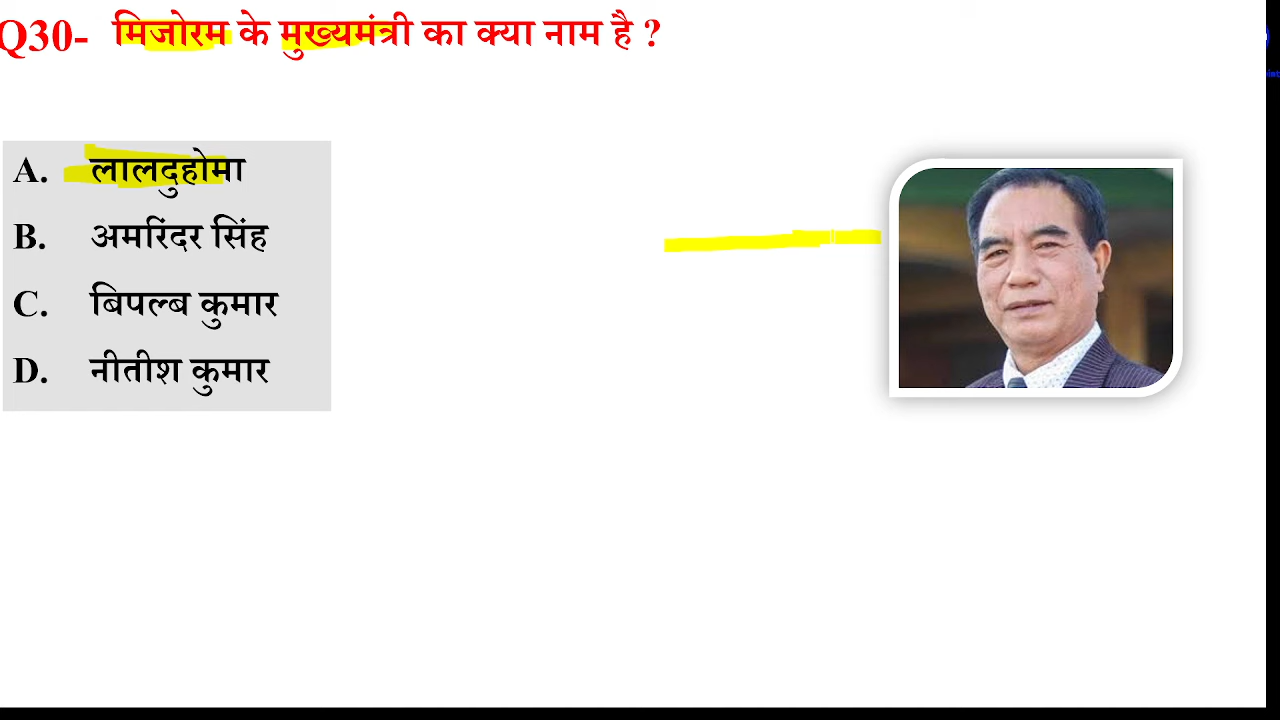 Q30- मिजोरम के मुख्यमंत्री का क्या नाम है ?
A. लालदुहोमा
B. अमरिंदर सिंह
C. बिपल्ब कुमार
D. नीतीश कुमार